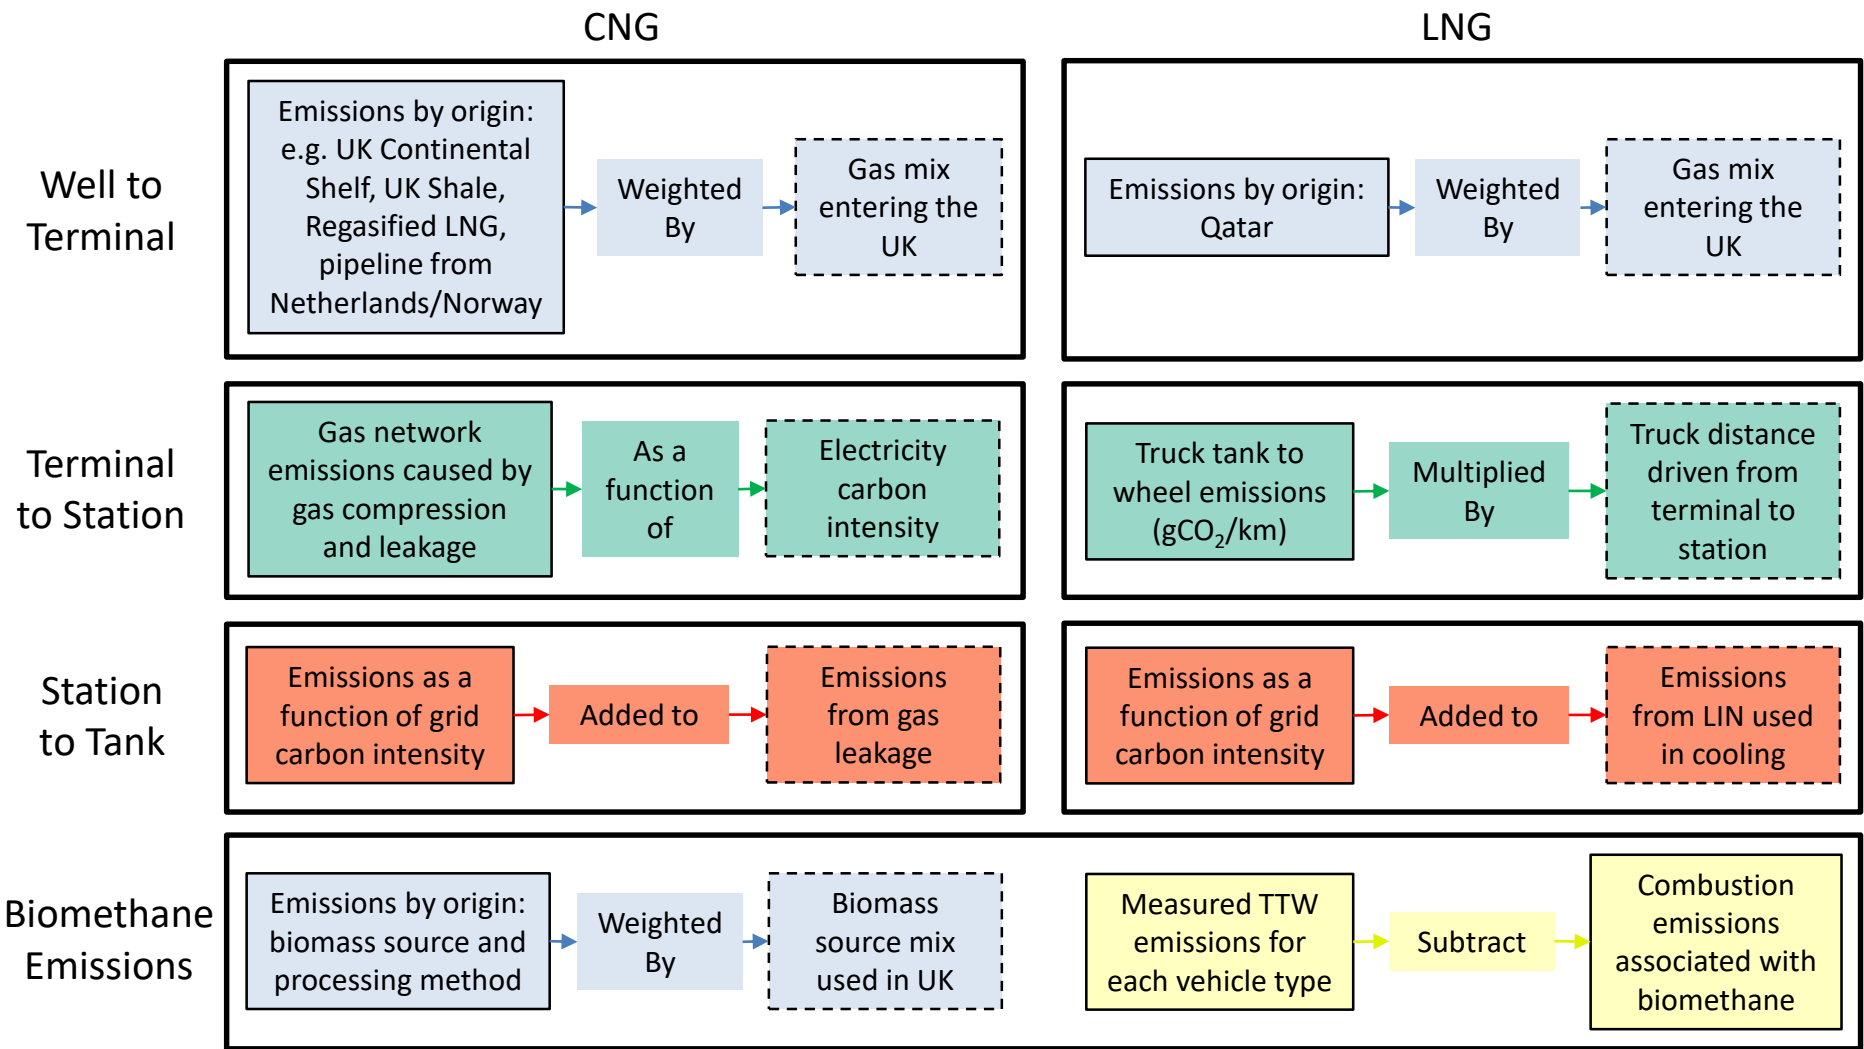 CNG
LNG
Well to
Terminal
Emissions by origin:
e.g. UK Continental
Shelf, UK Shale,
Regasified LNG,
pipeline from
Netherlands/Norway
Weighted
By
Gas mix
entering the
UK
Emissions by origin:
Qatar
Weighted
By
Gas mix
entering the
UK
Terminal
to Station
Gas network
emissions caused by
gas compression
and leakage
As a
function
of
Electricity
carbon
intensity
Truck tank to
wheel emissions
(gCO₂/km)
Multiplied
By
Truck distance
driven from
terminal to
station
Station
to Tank
Emissions as a
function of grid
carbon intensity
Added to
Emissions
from gas
leakage
Emissions as a
function of grid
carbon intensity
Added to
Emissions
from LIN used
in cooling
Biomethane
Emissions
Emissions by origin:
biomass source and
processing method
Weighted
By
Biomass
source mix
used in UK
Measured TTW
emissions for
each vehicle type
Subtract
Combustion
emissions
associated with
biomethane